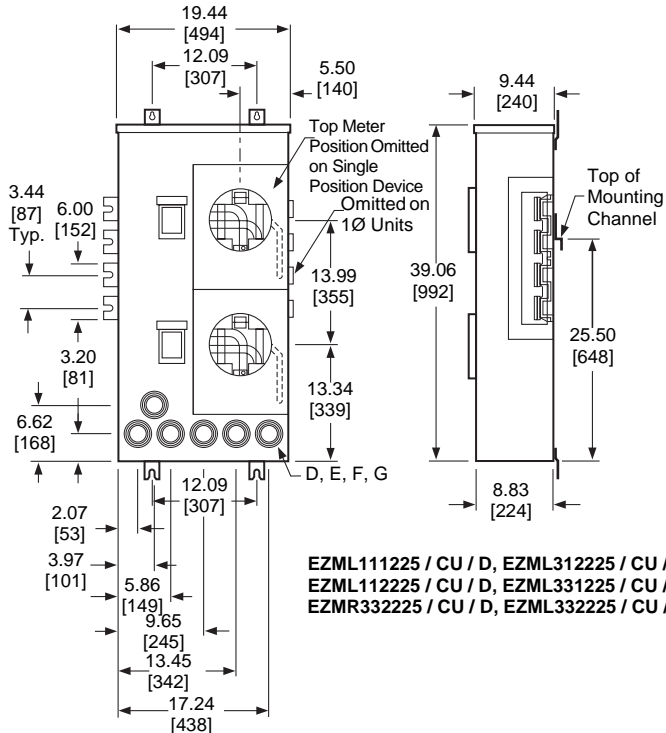 19.44
[494]
12.09
[307]
5.50
[140]
9.44
[240]
Top Meter
Position Omitted
on Single
Position Device
Omitted on
1Ø Units
Top of
Mounting
Channel
3.44
[87]
Typ.
6.00
[152]
13.99
[355]
39.06
[992]
25.50
[648]
3.20
[81]
13.34
[339]
6.62
[168]
D, E, F, G
12.09
[307]
8.83
[224]
2.07
[53]
3.97
[101]
5.86
[149]
9.65
[245]
13.45
[342]
17.24
[438]
EZML111225 / CU / D, EZML312225 / CU /
EZML112225 / CU / D, EZML331225 / CU /
EZMR332225 / CU / D, EZML332225 / CU /